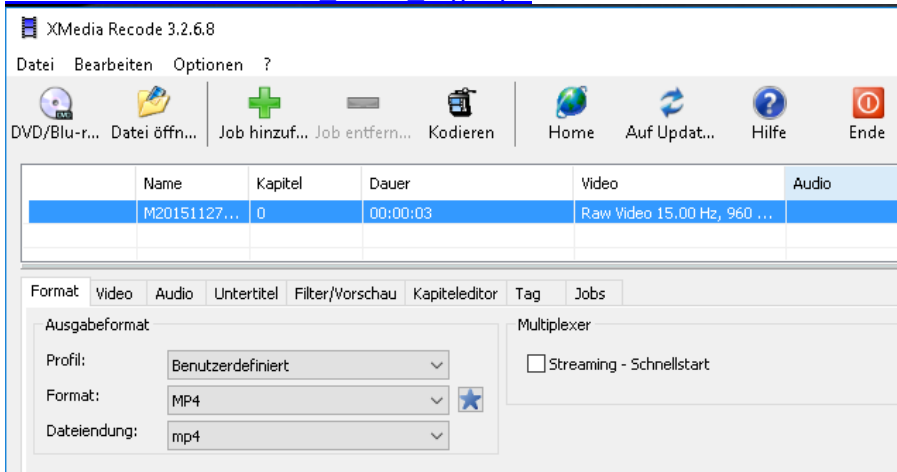 XMedia Recode 3.2.6.8
Datei Bearbeiten Optionen ?
DVD/Blu-r... Datei öffn... Job hinzuf... Job entfern... Kodieren Home Auf Updat... Hilfe Ende
Name Kapitel Dauer Video Audio
M20151127... 0 00:00:03 Raw Video 15.00 Hz, 960 ...
Format Video Audio Untertitel Filter/Vorschau Kapiteleditor Tag Jobs
Ausgabeformat Multiplexer
Profil: Benutzerdefiniert Streaming - Schnellstart
Format: MP4
Dateiendung: mp4